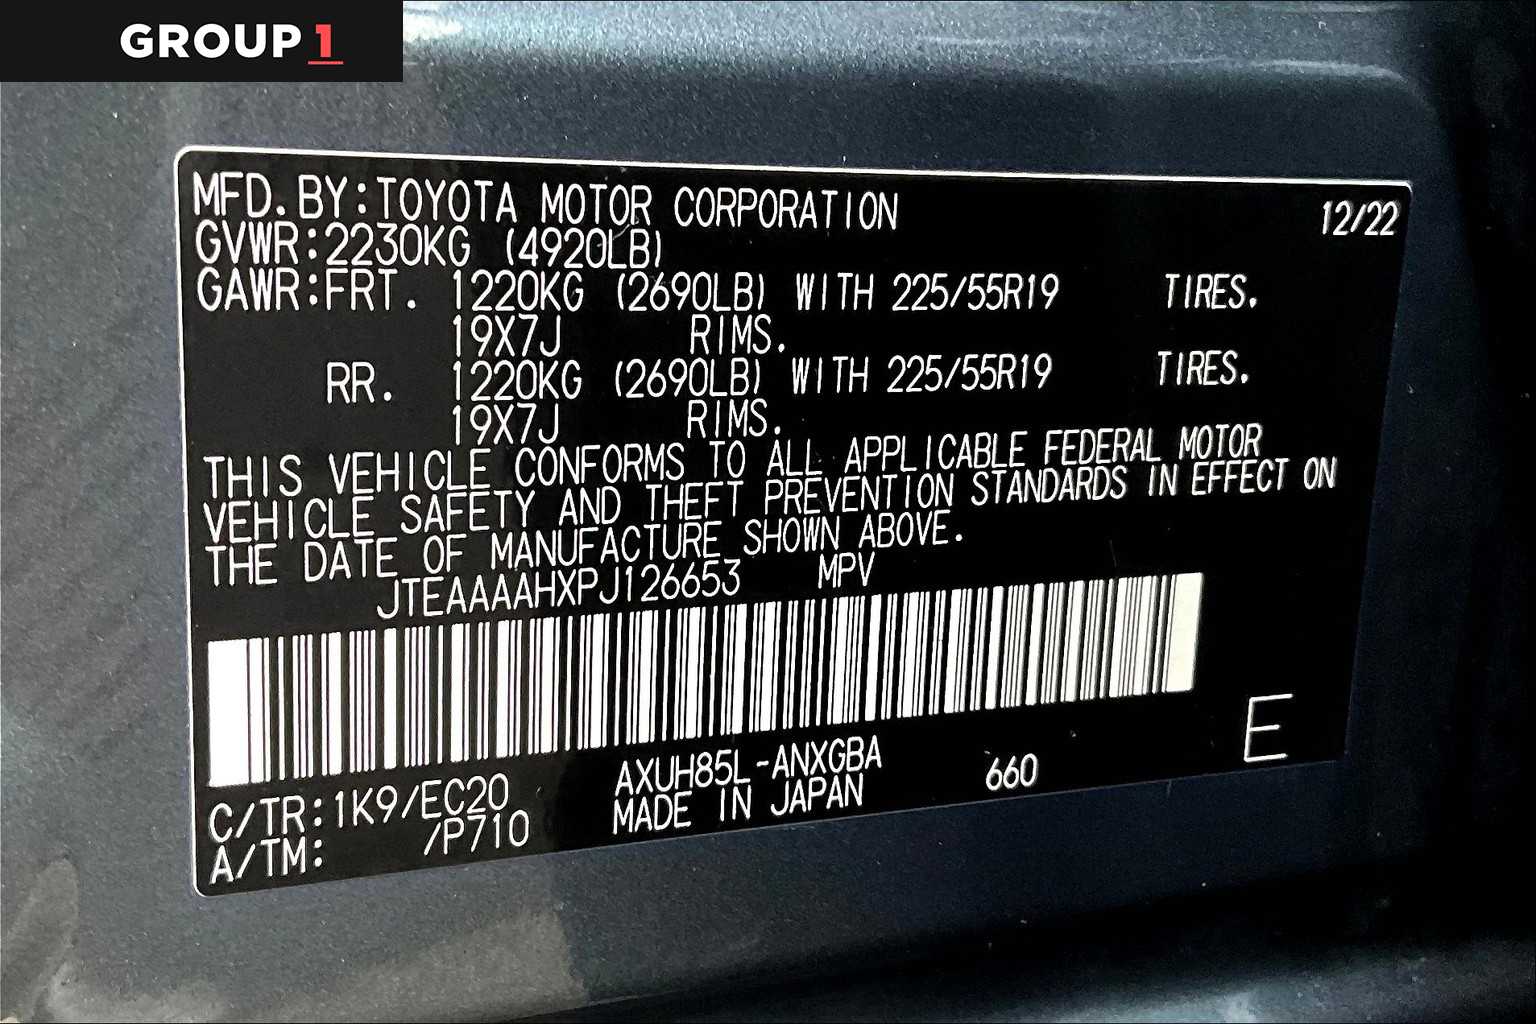 GROUP 1
MFD. BY:TOYOTA MOTOR CORPORATION 12/22
GVWR:2230KG (4920LB)
GAWR:FRT. 1220KG (2690LB) WITH 225/55R19 TIRES.
19X7J RIMS.
RR. 1220KG (2690LB) WITH 225/55R19 TIRES.
19X7J RIMS.
THIS VEHICLE CONFORMS TO ALL APPLICABLE FEDERAL MOTOR
VEHICLE SAFETY AND THEFT PREVENTION STANDARDS IN EFFECT ON
THE DATE OF MANUFACTURE SHOWN ABOVE.
JTEAAAAHXPJ126653 MPV
E
C/TR:1K9/EC20 AXUH85L-ANXGBA 660
A/TM: /P710 MADE IN JAPAN